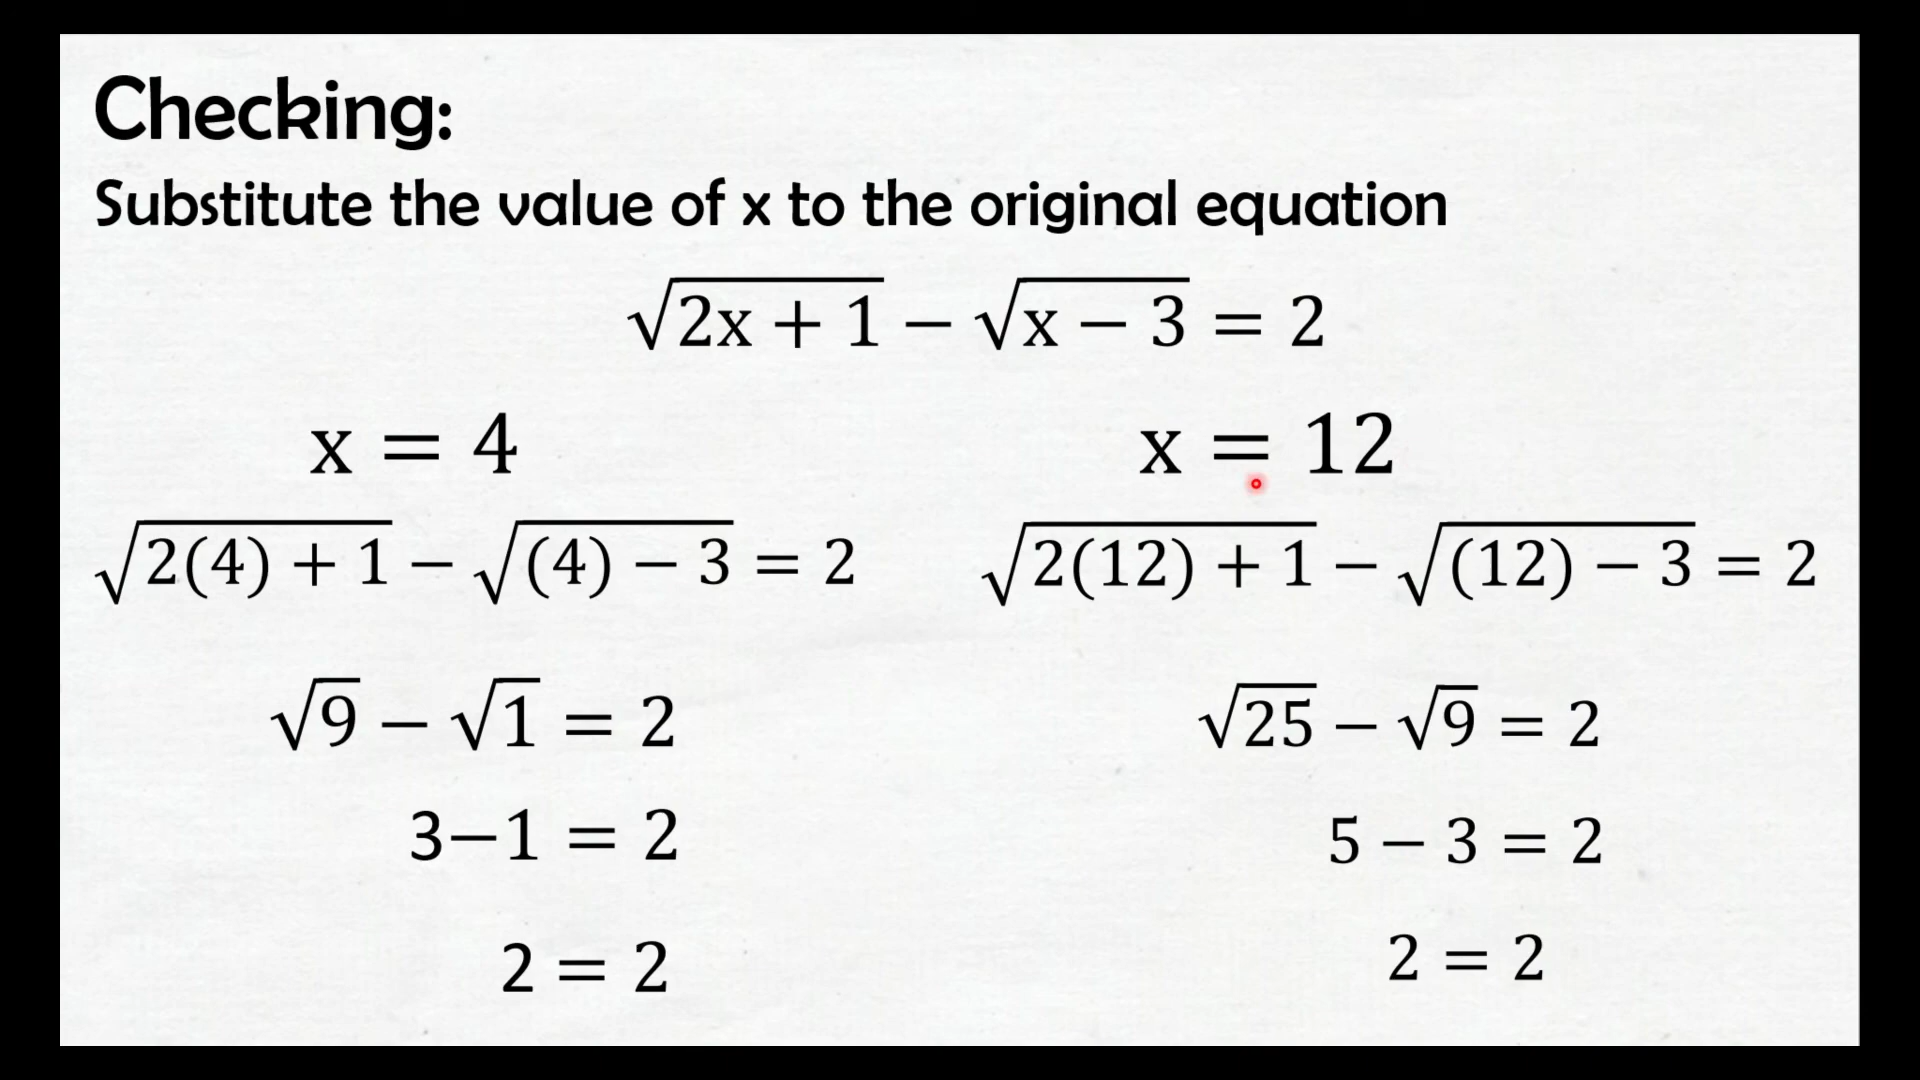 Checking:
Substitute the value of x to the original equation
√(2x + 1) − √(x − 3) = 2
x = 4
√(2(4) + 1) − √((4) − 3) = 2
√9 − √1 = 2
3−1 = 2
2 = 2
x = 12
√(2(12) + 1) − √((12) − 3) = 2
√25 − √9 = 2
5 − 3 = 2
2 = 2